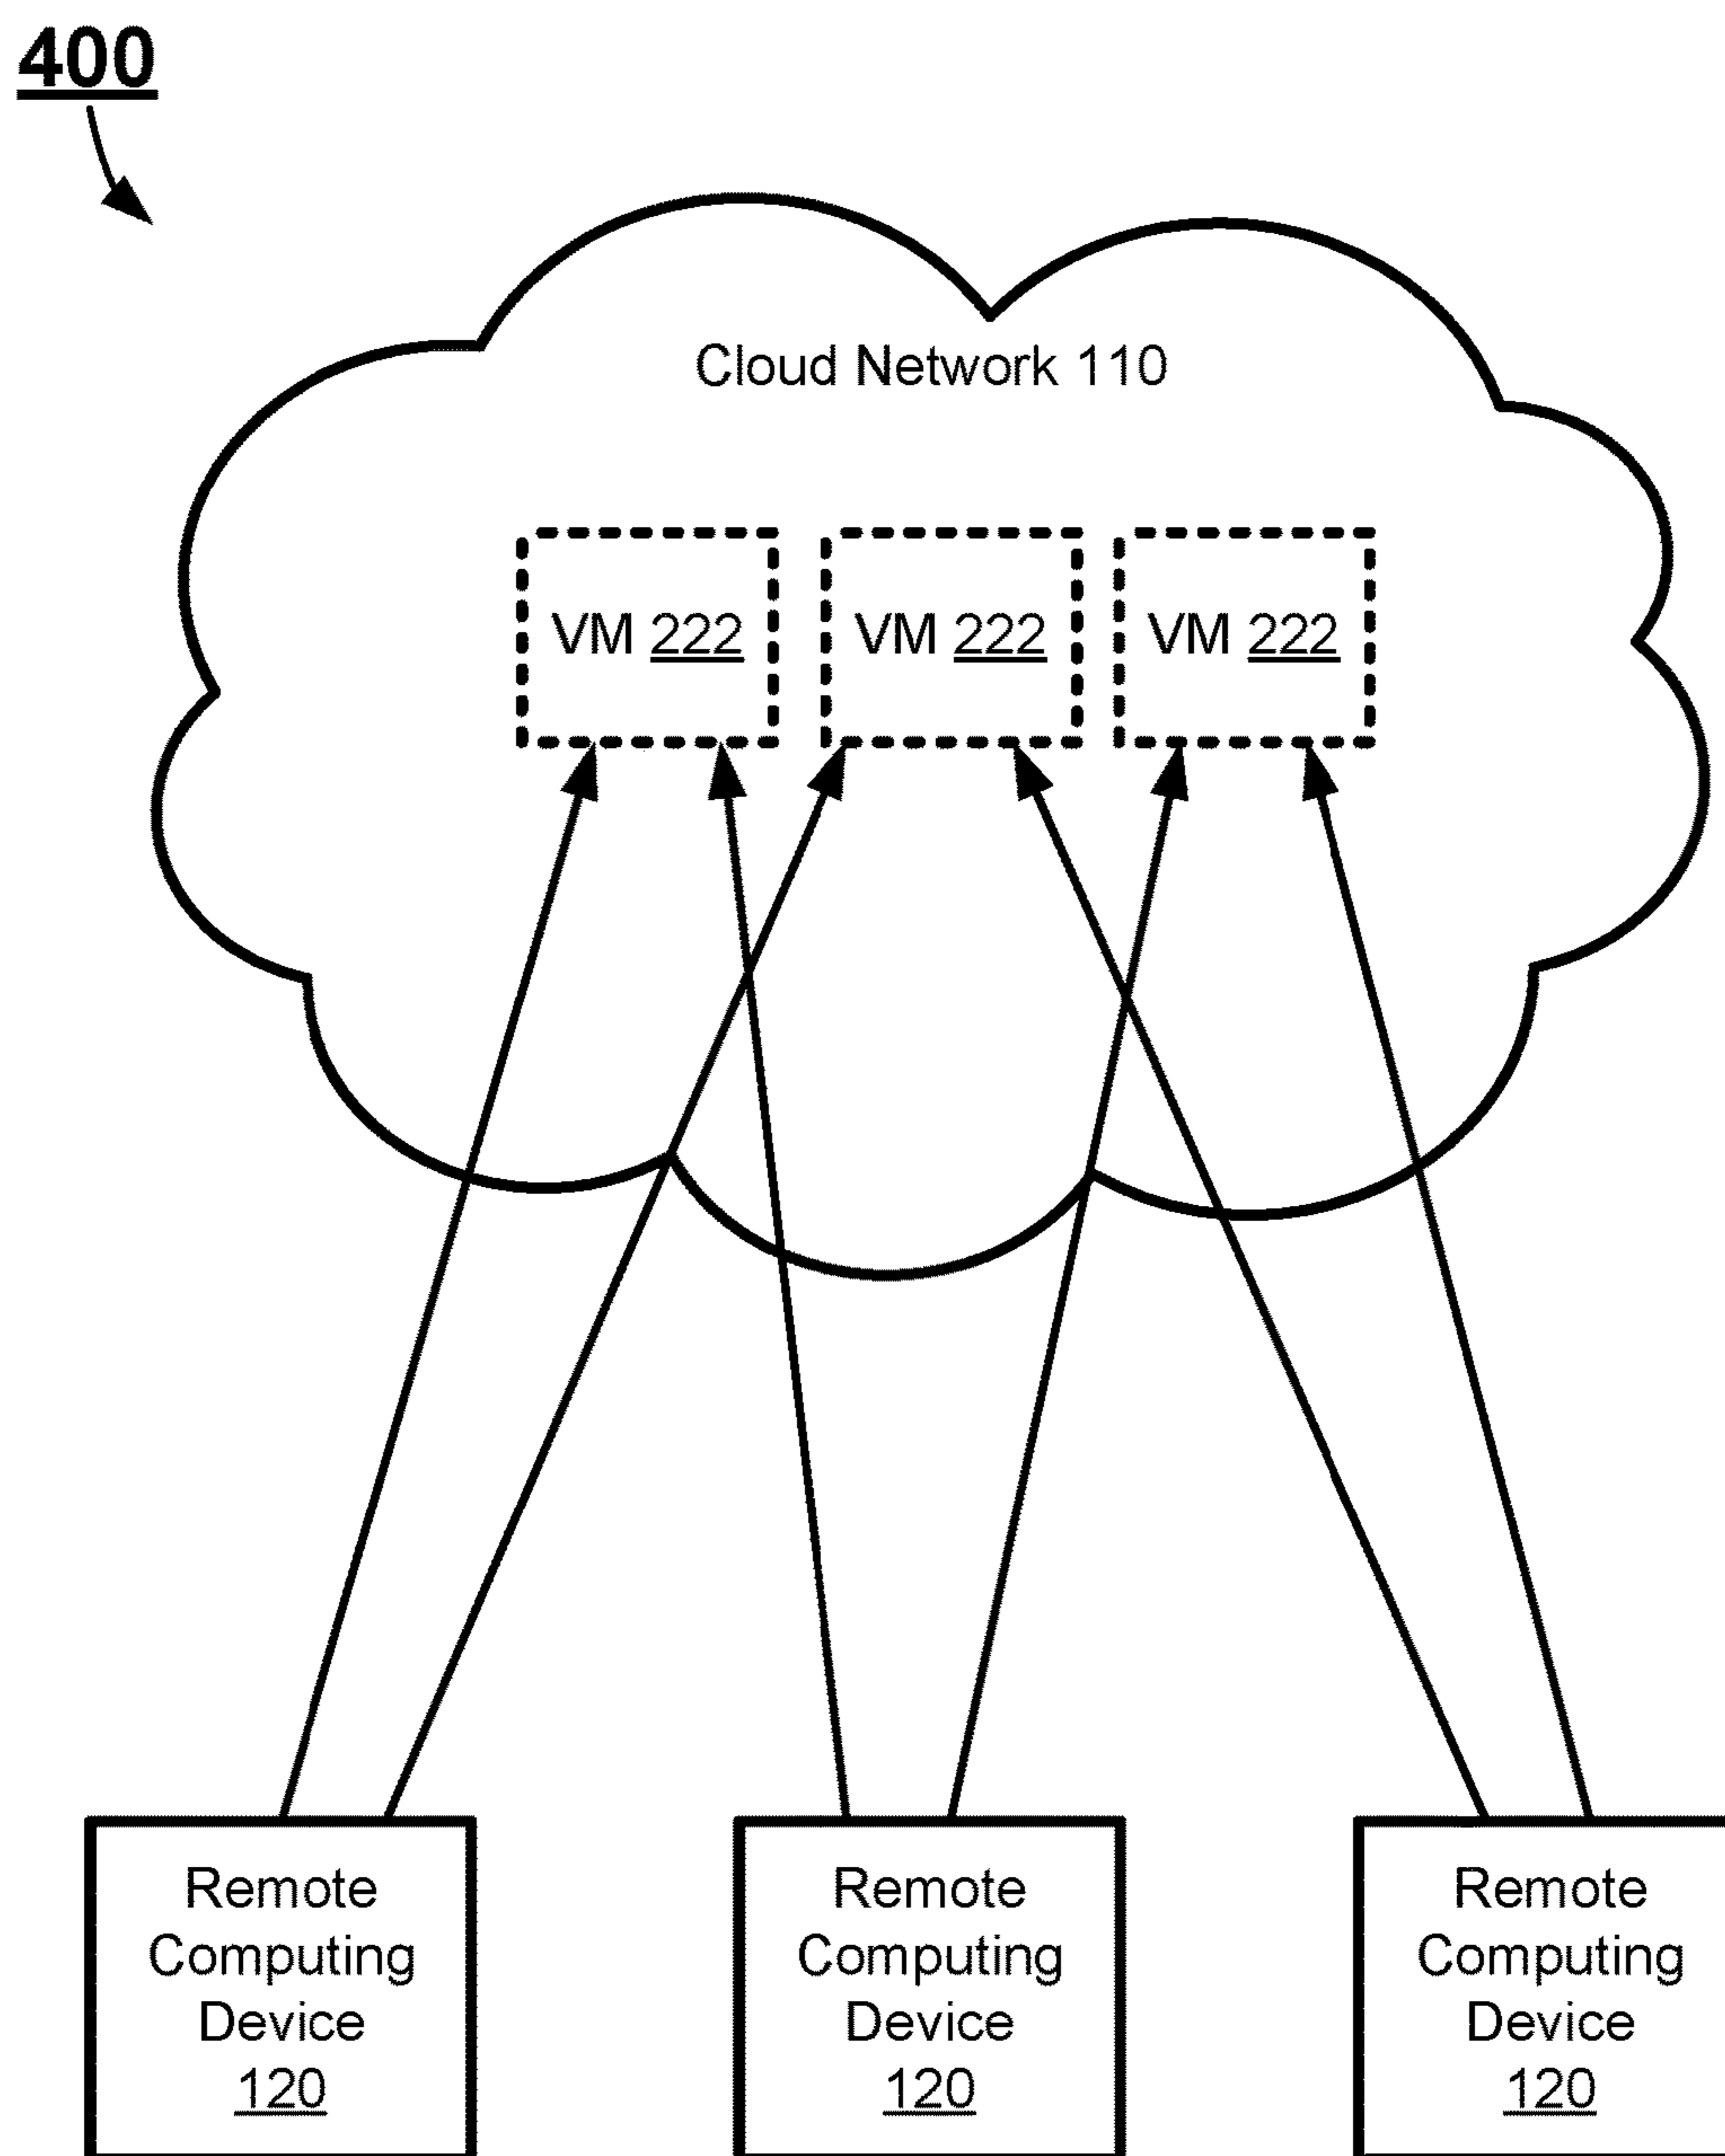 400
Cloud Network 110
VM 222 VM 222 VM 222
Remote
Computing
Device
120
Remote
Computing
Device
120
Remote
Computing
Device
120